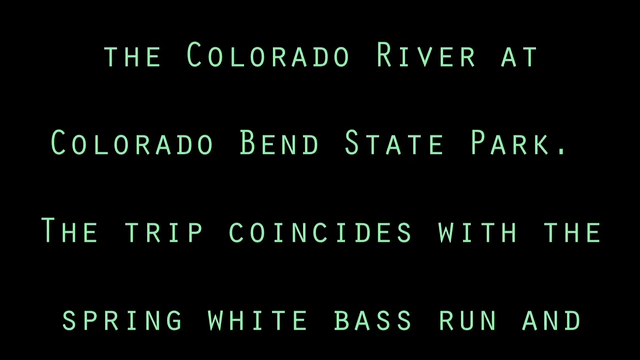 the Colorado River at
Colorado Bend State Park.
The trip coincides with the
spring white bass run and